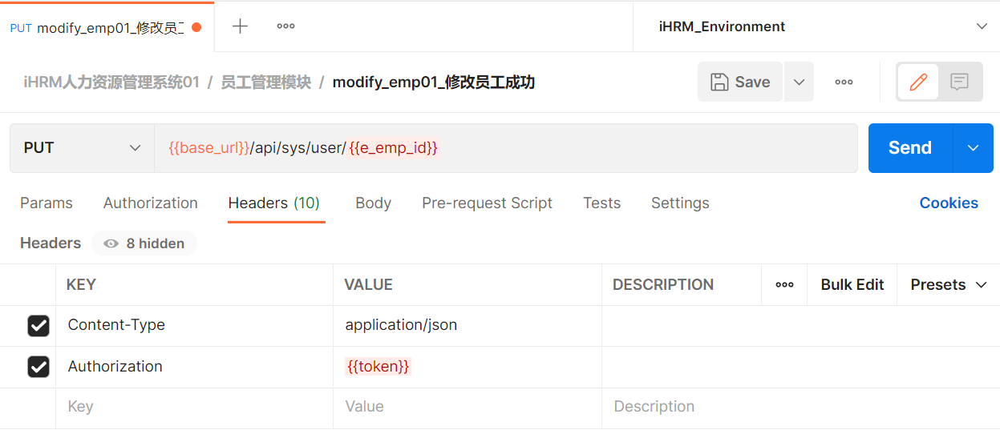 PUT modify_emp01_修改员工
iHRM_Environment
iHRM人力资源管理系统01 / 员工管理模块 / modify_emp01_修改员工成功
Save
PUT
{{base_url}}/api/sys/user/{{e_emp_id}}
Send
Params Authorization Headers (10) Body Pre-request Script Tests Settings Cookies
Headers 8 hidden
KEY VALUE DESCRIPTION Bulk Edit Presets
Content-Type application/json
Authorization {{token}}
Key Value Description